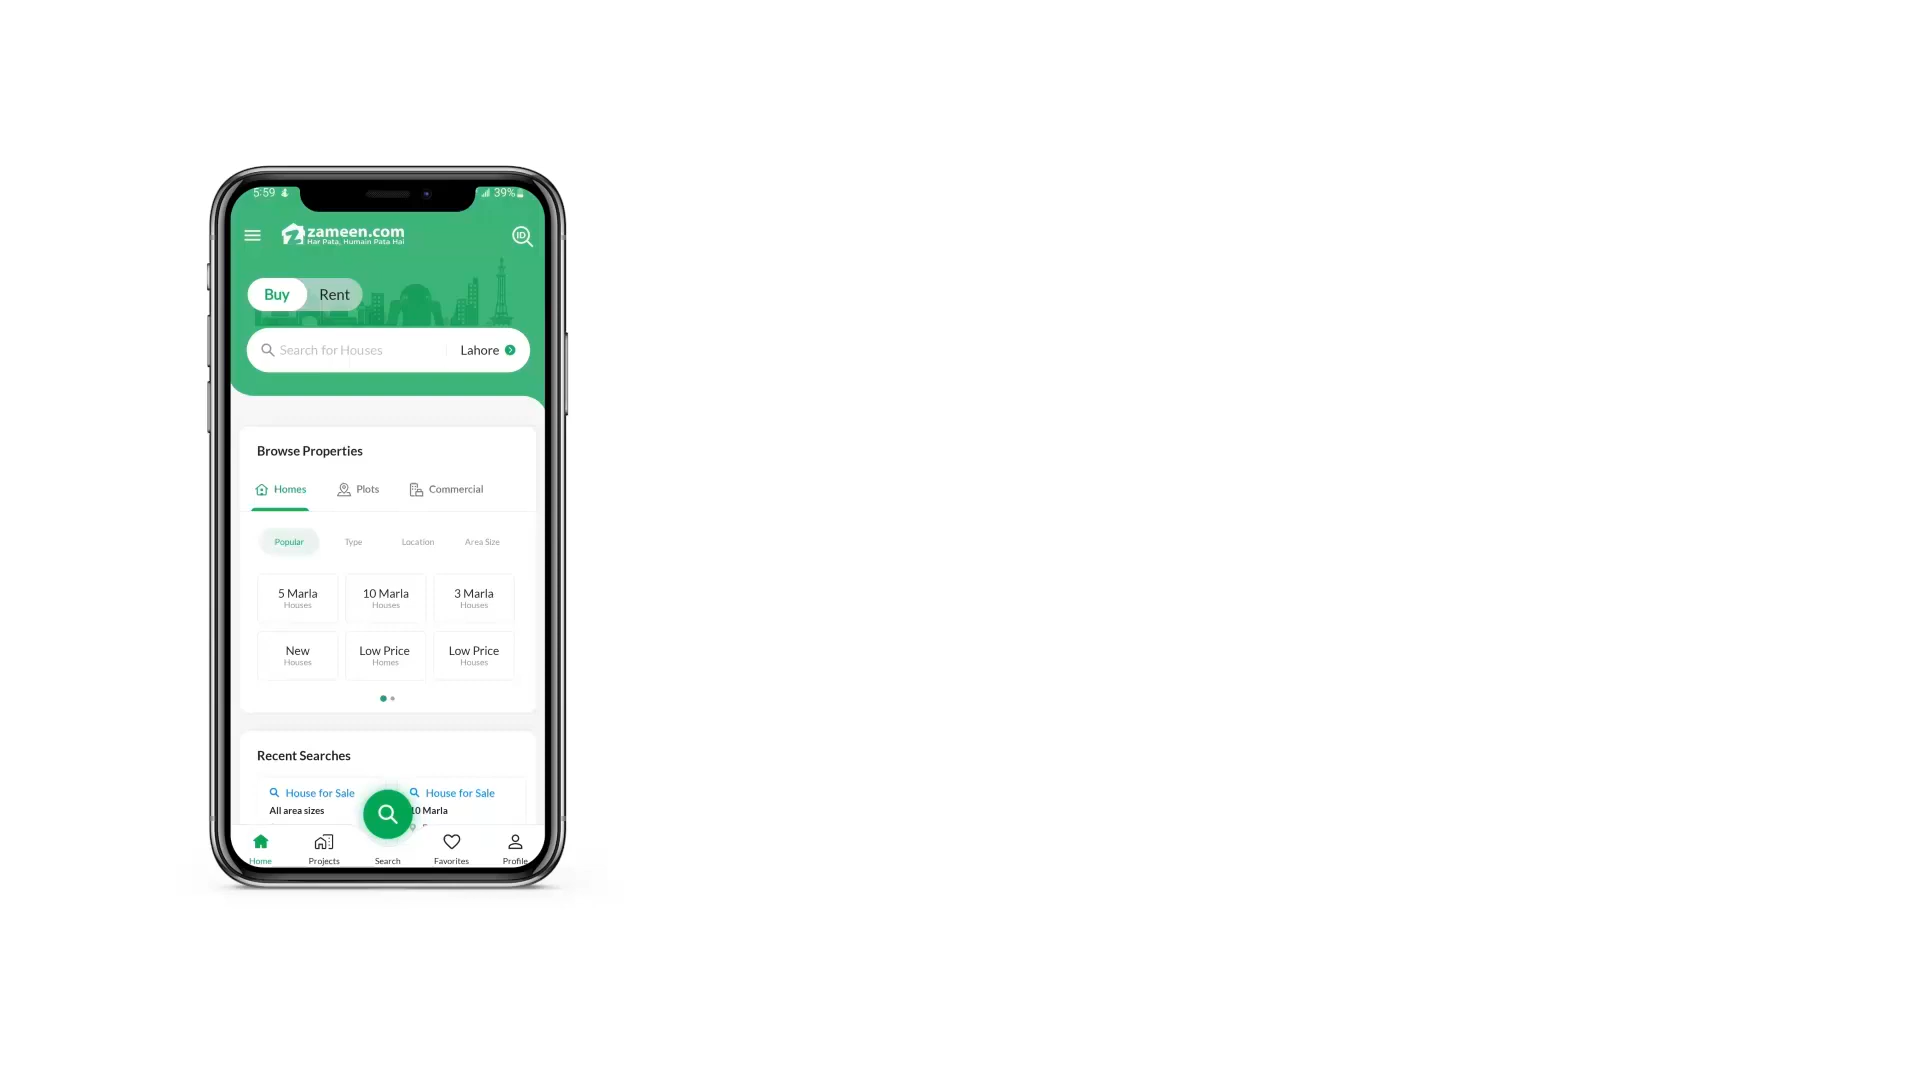 5:59 39%
zameen.com
Har Pata, Humain Pata Hai
ID
Buy Rent
Search for Houses Lahore
Browse Properties
Homes Plots Commercial
Popular Type Location Area Size
5 Marla 10 Marla 3 Marla
Houses Houses Houses
New Low Price Low Price
Houses Homes Houses
Recent Searches
House for Sale House for Sale
All area sizes 10 Marla
Home Projects Search Favorites Profile